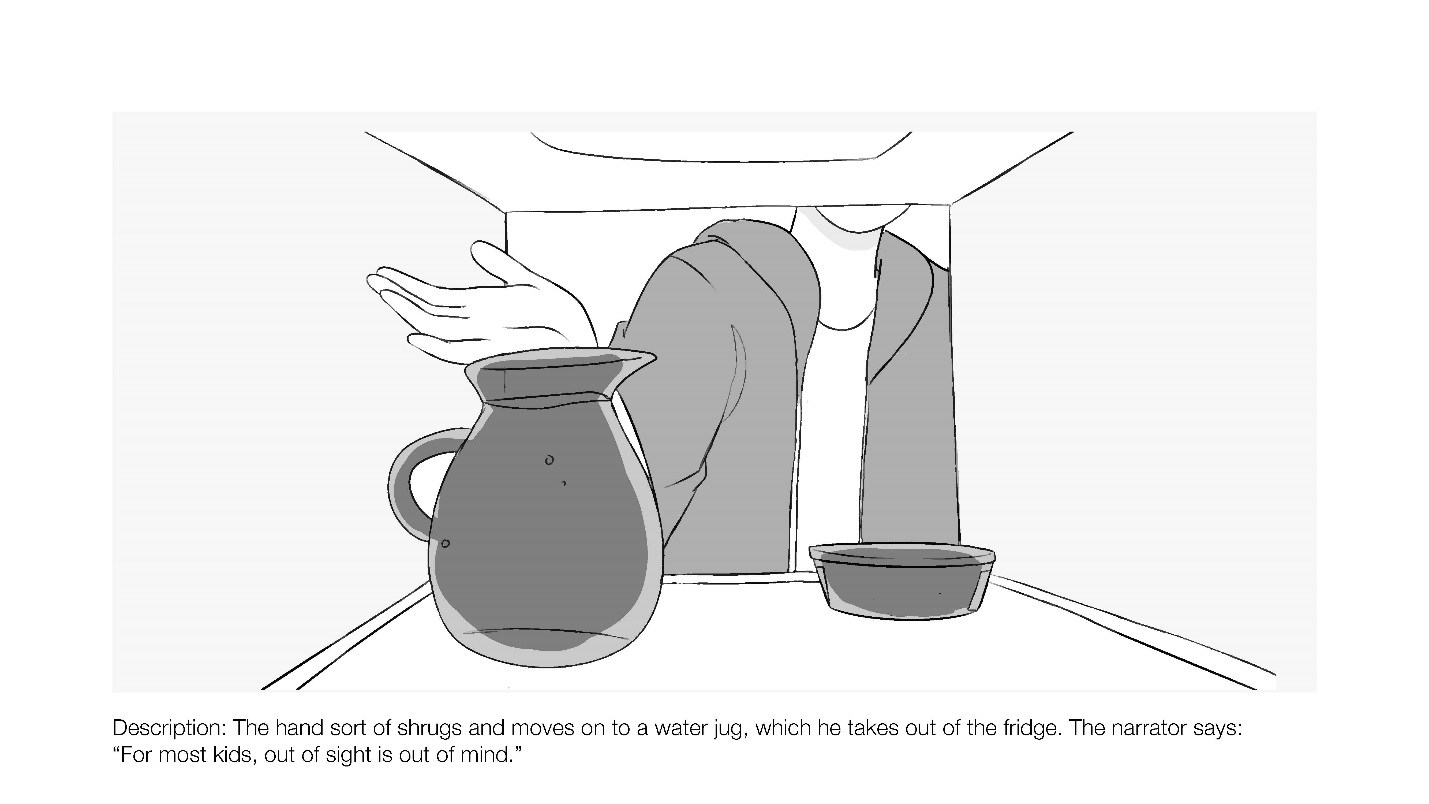 Description: The hand sort of shrugs and moves on to a water jug, which he takes out of the fridge. The narrator says:
“For most kids, out of sight is out of mind.”